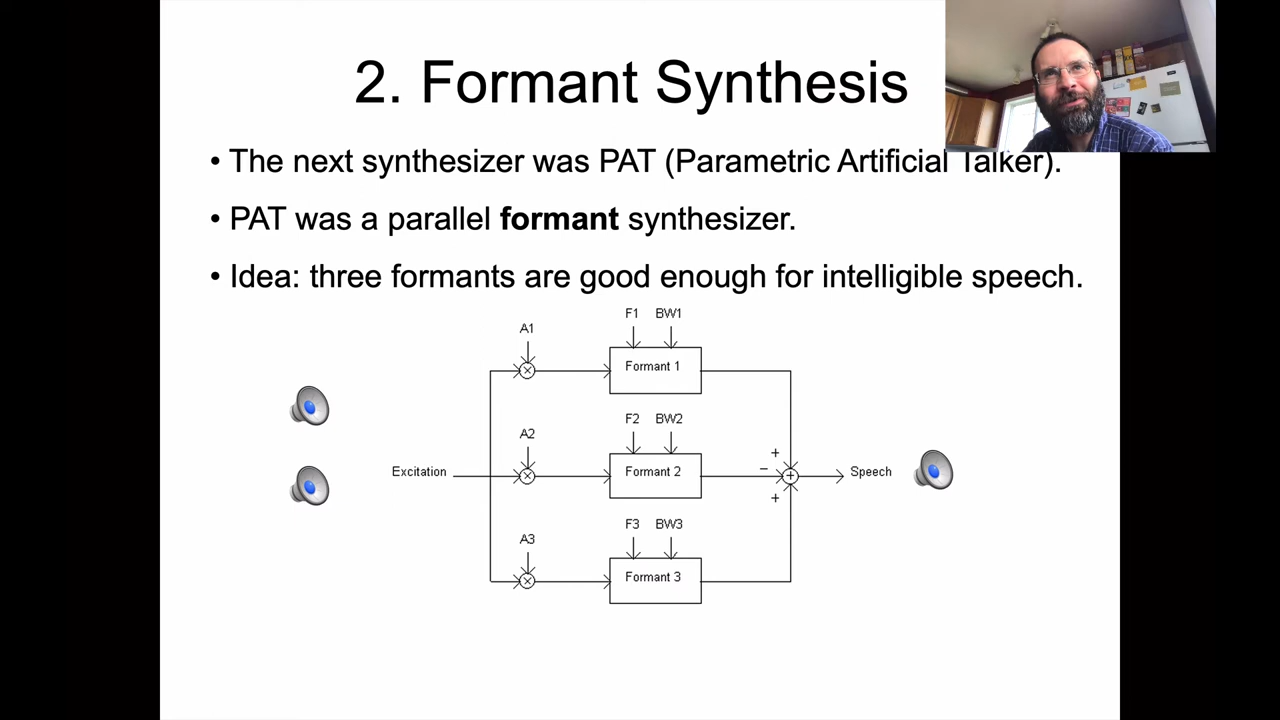 2. Formant Synthesis
• The next synthesizer was PAT (Parametric Artificial Talker).
• PAT was a parallel formant synthesizer.
• Idea: three formants are good enough for intelligible speech.
F1 BW1
A1
Formant 1
F2 BW2
A2
+
Excitation
Formant 2
−
+
Speech
+
F3 BW3
A3
Formant 3